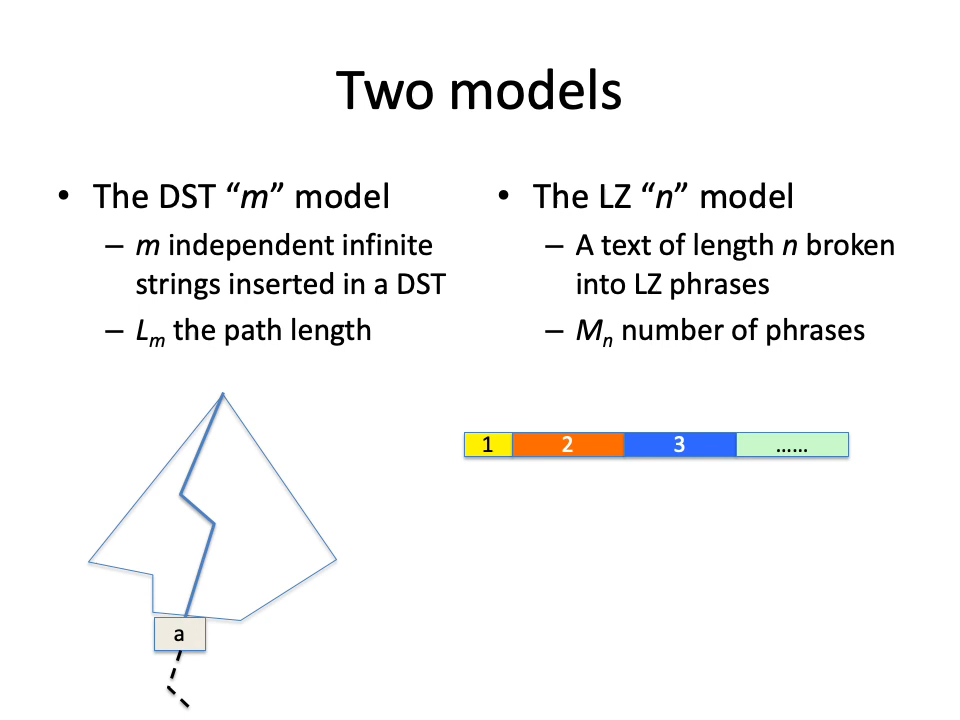 Two models
• The DST “m” model
– m independent infinite
strings inserted in a DST
– Lm the path length
• The LZ “n” model
– A text of length n broken
into LZ phrases
– Mn number of phrases
1 2 3 ……
a